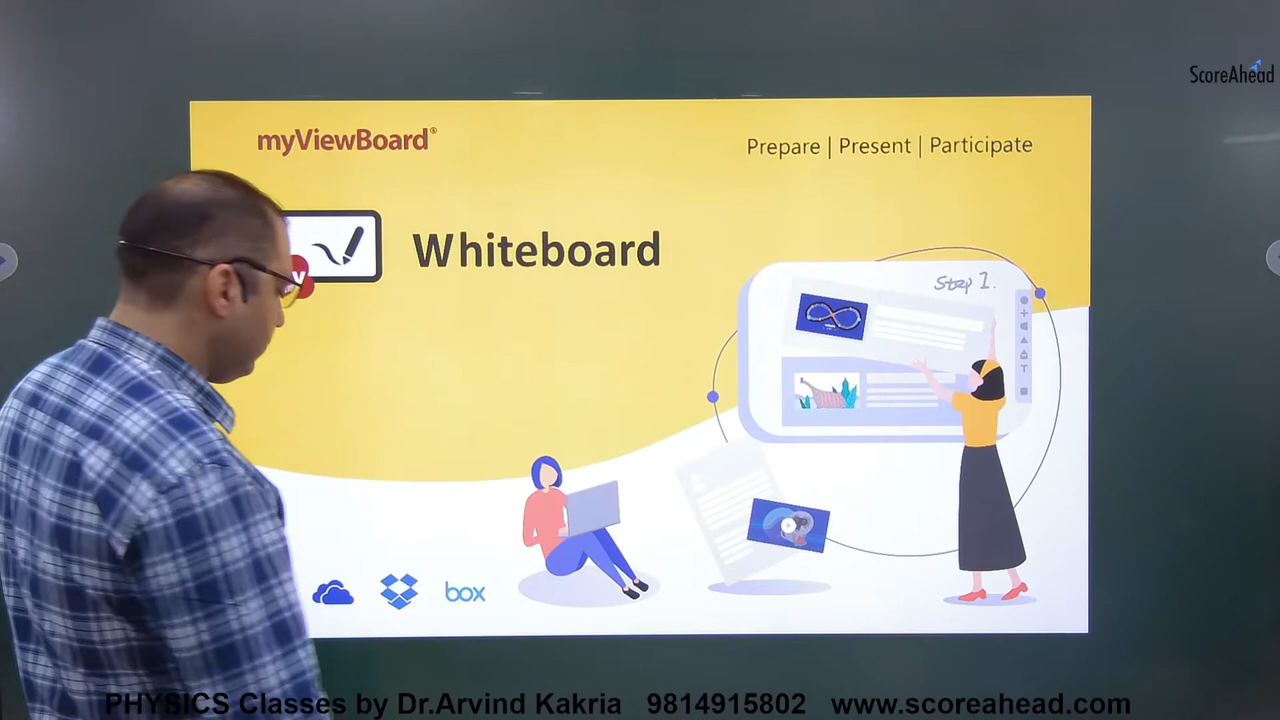 ScoreAhead
myViewBoard®
Prepare | Present | Participate
Whiteboard
Step 1.
T
box
PHYSICS Classes by Dr.Arvind Kakria 9814915802 www.scoreahead.com